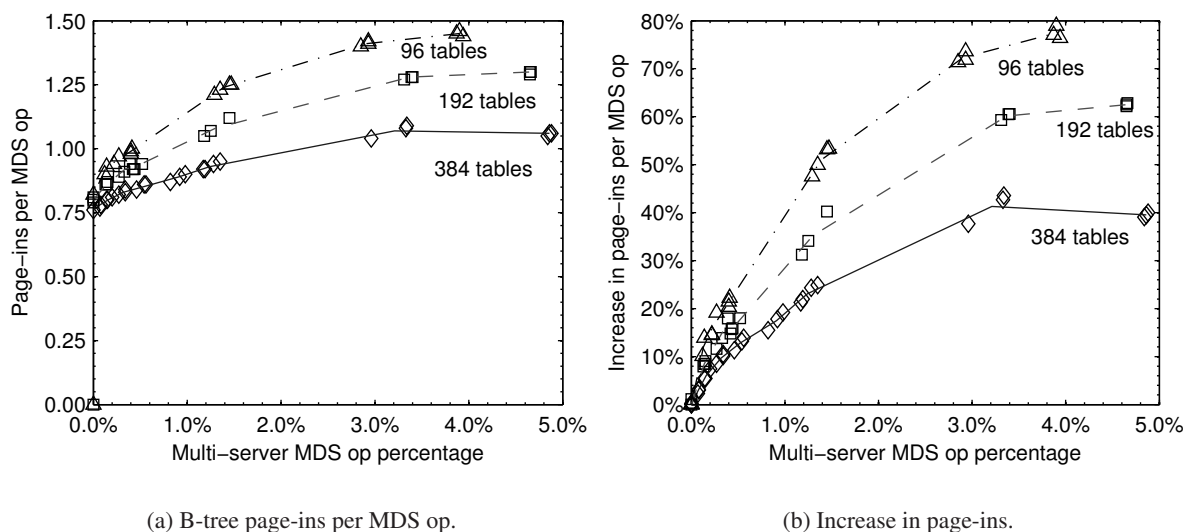 1.50
1.25
1.00
0.75
0.50
0.25
0.00
Page-ins per MDS op
96 tables
192 tables
384 tables
0.0% 1.0% 2.0% 3.0% 4.0% 5.0%
Multi-server MDS op percentage
(a) B-tree page-ins per MDS op.
80%
70%
60%
50%
40%
30%
20%
10%
0%
Increase in page-ins per MDS op
96 tables
192 tables
384 tables
0.0% 1.0% 2.0% 3.0% 4.0% 5.0%
Multi-server MDS op percentage
(b) Increase in page-ins.